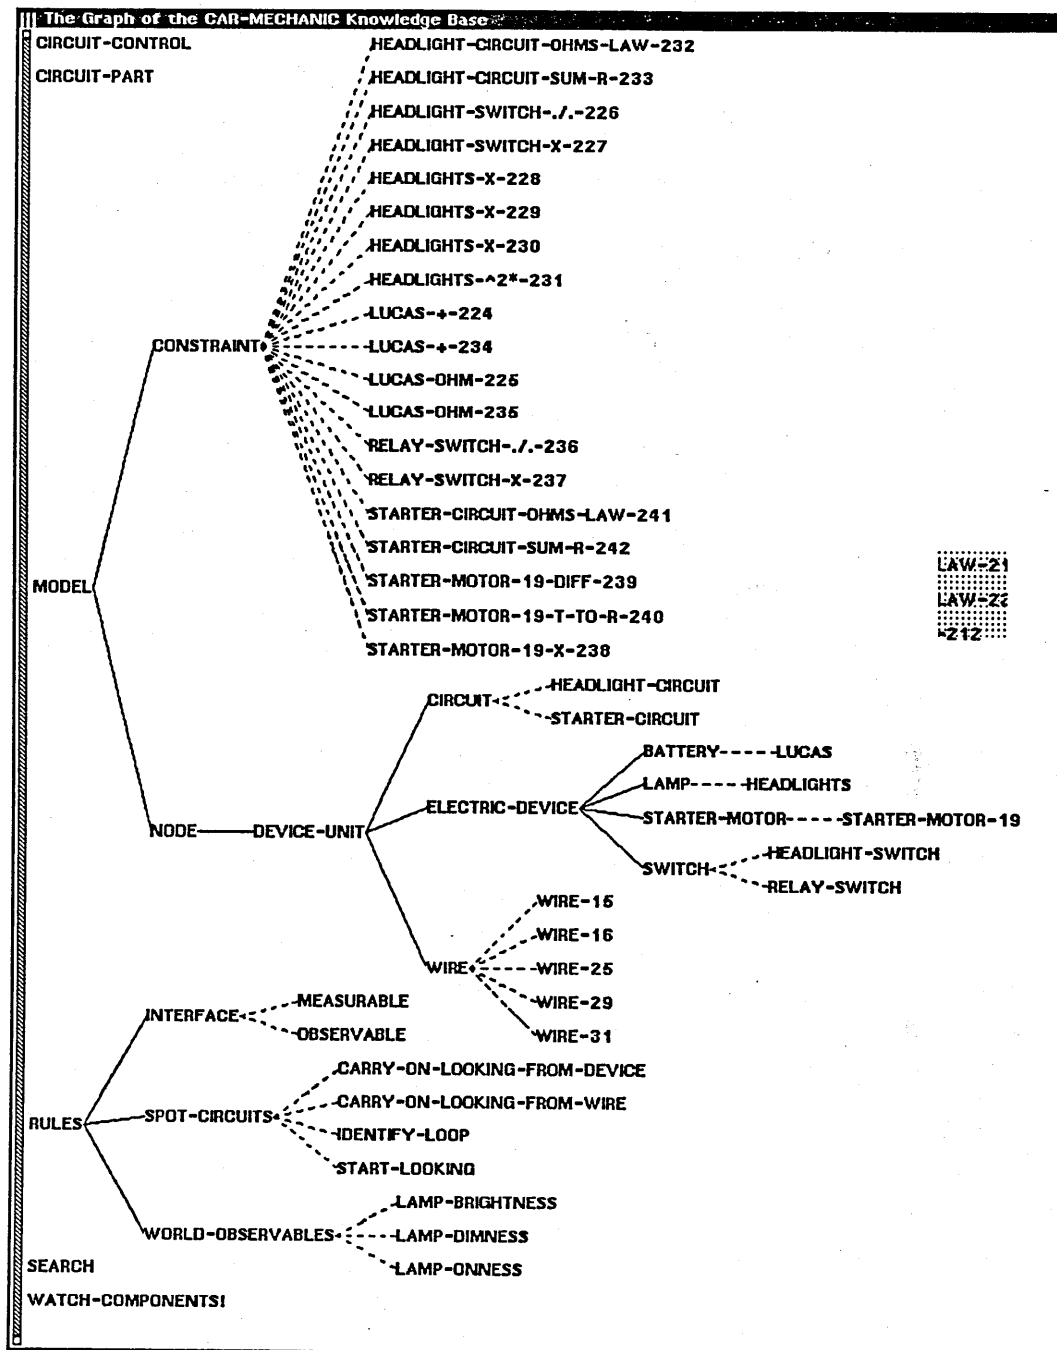 The Graph of the CAR-MECHANIC Knowledge Base
CIRCUIT-CONTROL
CIRCUIT-PART
HEADLIGHT-CIRCUIT-OHMS-LAW-232
HEADLIGHT-CIRCUIT-SUM-R-233
HEADLIGHT-SWITCH-./.-226
HEADLIGHT-SWITCH-X-227
HEADLIGHTS-X-228
HEADLIGHTS-X-229
HEADLIGHTS-X-230
HEADLIGHTS-^2*-231
LUCAS-+-224
CONSTRAINT
LUCAS-+-234
LUCAS-OHM-225
LUCAS-OHM-235
RELAY-SWITCH-./.-236
RELAY-SWITCH-X-237
STARTER-CIRCUIT-OHMS-LAW-241
STARTER-CIRCUIT-SUM-R-242
STARTER-MOTOR-19-DIFF-239
STARTER-MOTOR-19-T-TO-R-240
STARTER-MOTOR-19-X-238
LAW-21
LAW-22
-212
MODEL
CIRCUIT
HEADLIGHT-CIRCUIT
STARTER-CIRCUIT
NODE
DEVICE-UNIT
ELECTRIC-DEVICE
BATTERY
LUCAS
LAMP
HEADLIGHTS
STARTER-MOTOR
STARTER-MOTOR-19
SWITCH
HEADLIGHT-SWITCH
RELAY-SWITCH
WIRE
WIRE-15
WIRE-16
WIRE-25
WIRE-29
WIRE-31
RULES
INTERFACE
MEASURABLE
OBSERVABLE
SPOT-CIRCUITS
CARRY-ON-LOOKING-FROM-DEVICE
CARRY-ON-LOOKING-FROM-WIRE
IDENTIFY-LOOP
START-LOOKING
WORLD-OBSERVABLES
LAMP-BRIGHTNESS
LAMP-DIMNESS
LAMP-ONNESS
SEARCH
WATCH-COMPONENTS!